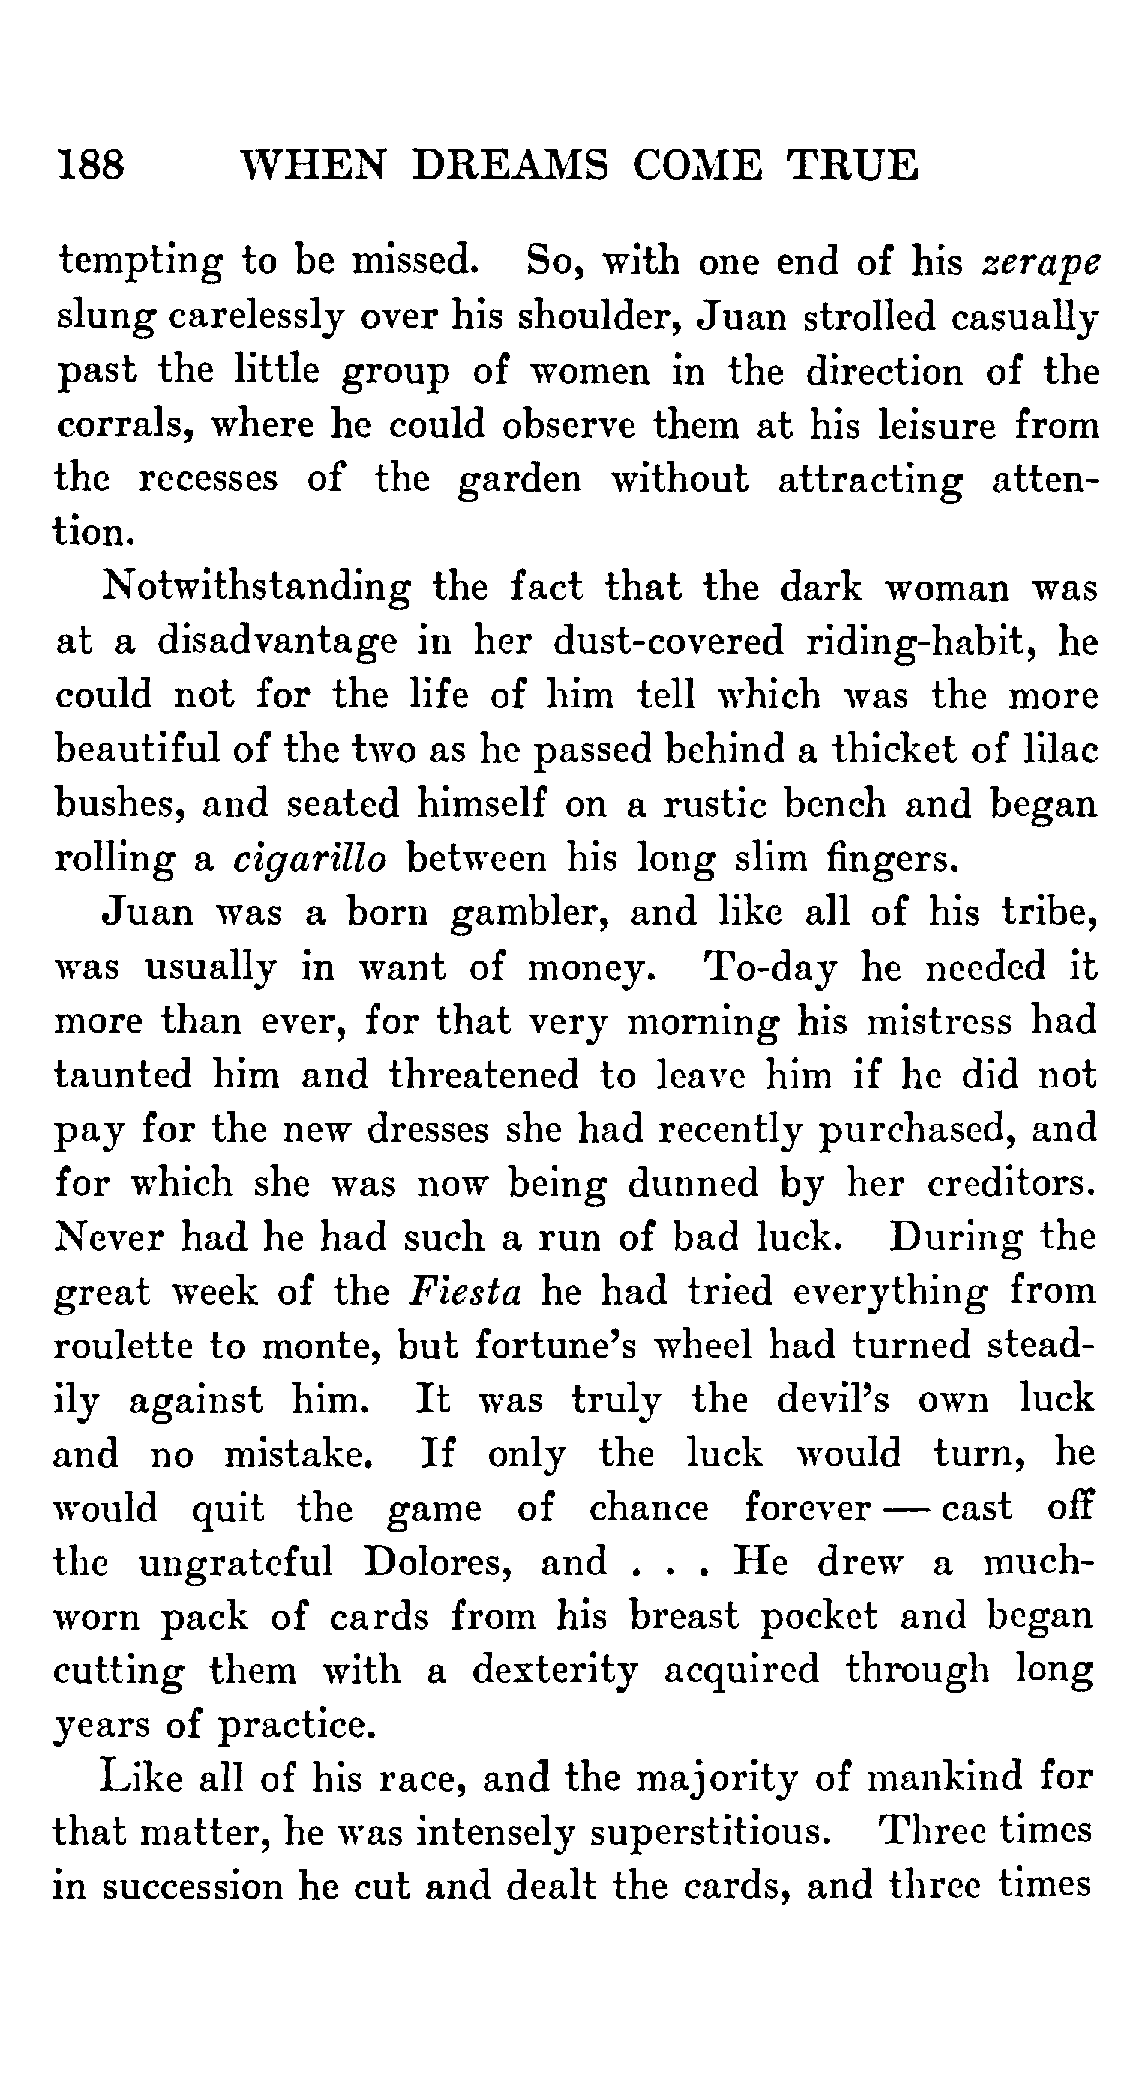 188 WHEN DREAMS COME TRUE
tempting to be missed. So, with one end of his zerape
slung carelessly over his shoulder, Juan strolled casually
past the little group of women in the direction of the
corrals, where he could observe them at his leisure from
the recesses of the garden without attracting atten-
tion.
Notwithstanding the fact that the dark woman was
at a disadvantage in her dust-covered riding-habit, he
could not for the life of him tell which was the more
beautiful of the two as he passed behind a thicket of lilac
bushes, and seated himself on a rustic bench and began
rolling a cigarillo between his long slim fingers.
Juan was a born gambler, and like all of his tribe,
was usually in want of money. To-day he needed it
more than ever, for that very morning his mistress had
taunted him and threatened to leave him if he did not
pay for the new dresses she had recently purchased, and
for which she was now being dunned by her creditors.
Never had he had such a run of bad luck. During the
great week of the Fiesta he had tried everything from
roulette to monte, but fortune's wheel had turned stead-
ily against him. It was truly the devil's own luck
and no mistake. If only the luck would turn, he
would quit the game of chance forever — cast off
the ungrateful Dolores, and . . . He drew a much-
worn pack of cards from his breast pocket and began
cutting them with a dexterity acquired through long
years of practice.
Like all of his race, and the majority of mankind for
that matter, he was intensely superstitious. Three times
in succession he cut and dealt the cards, and three times